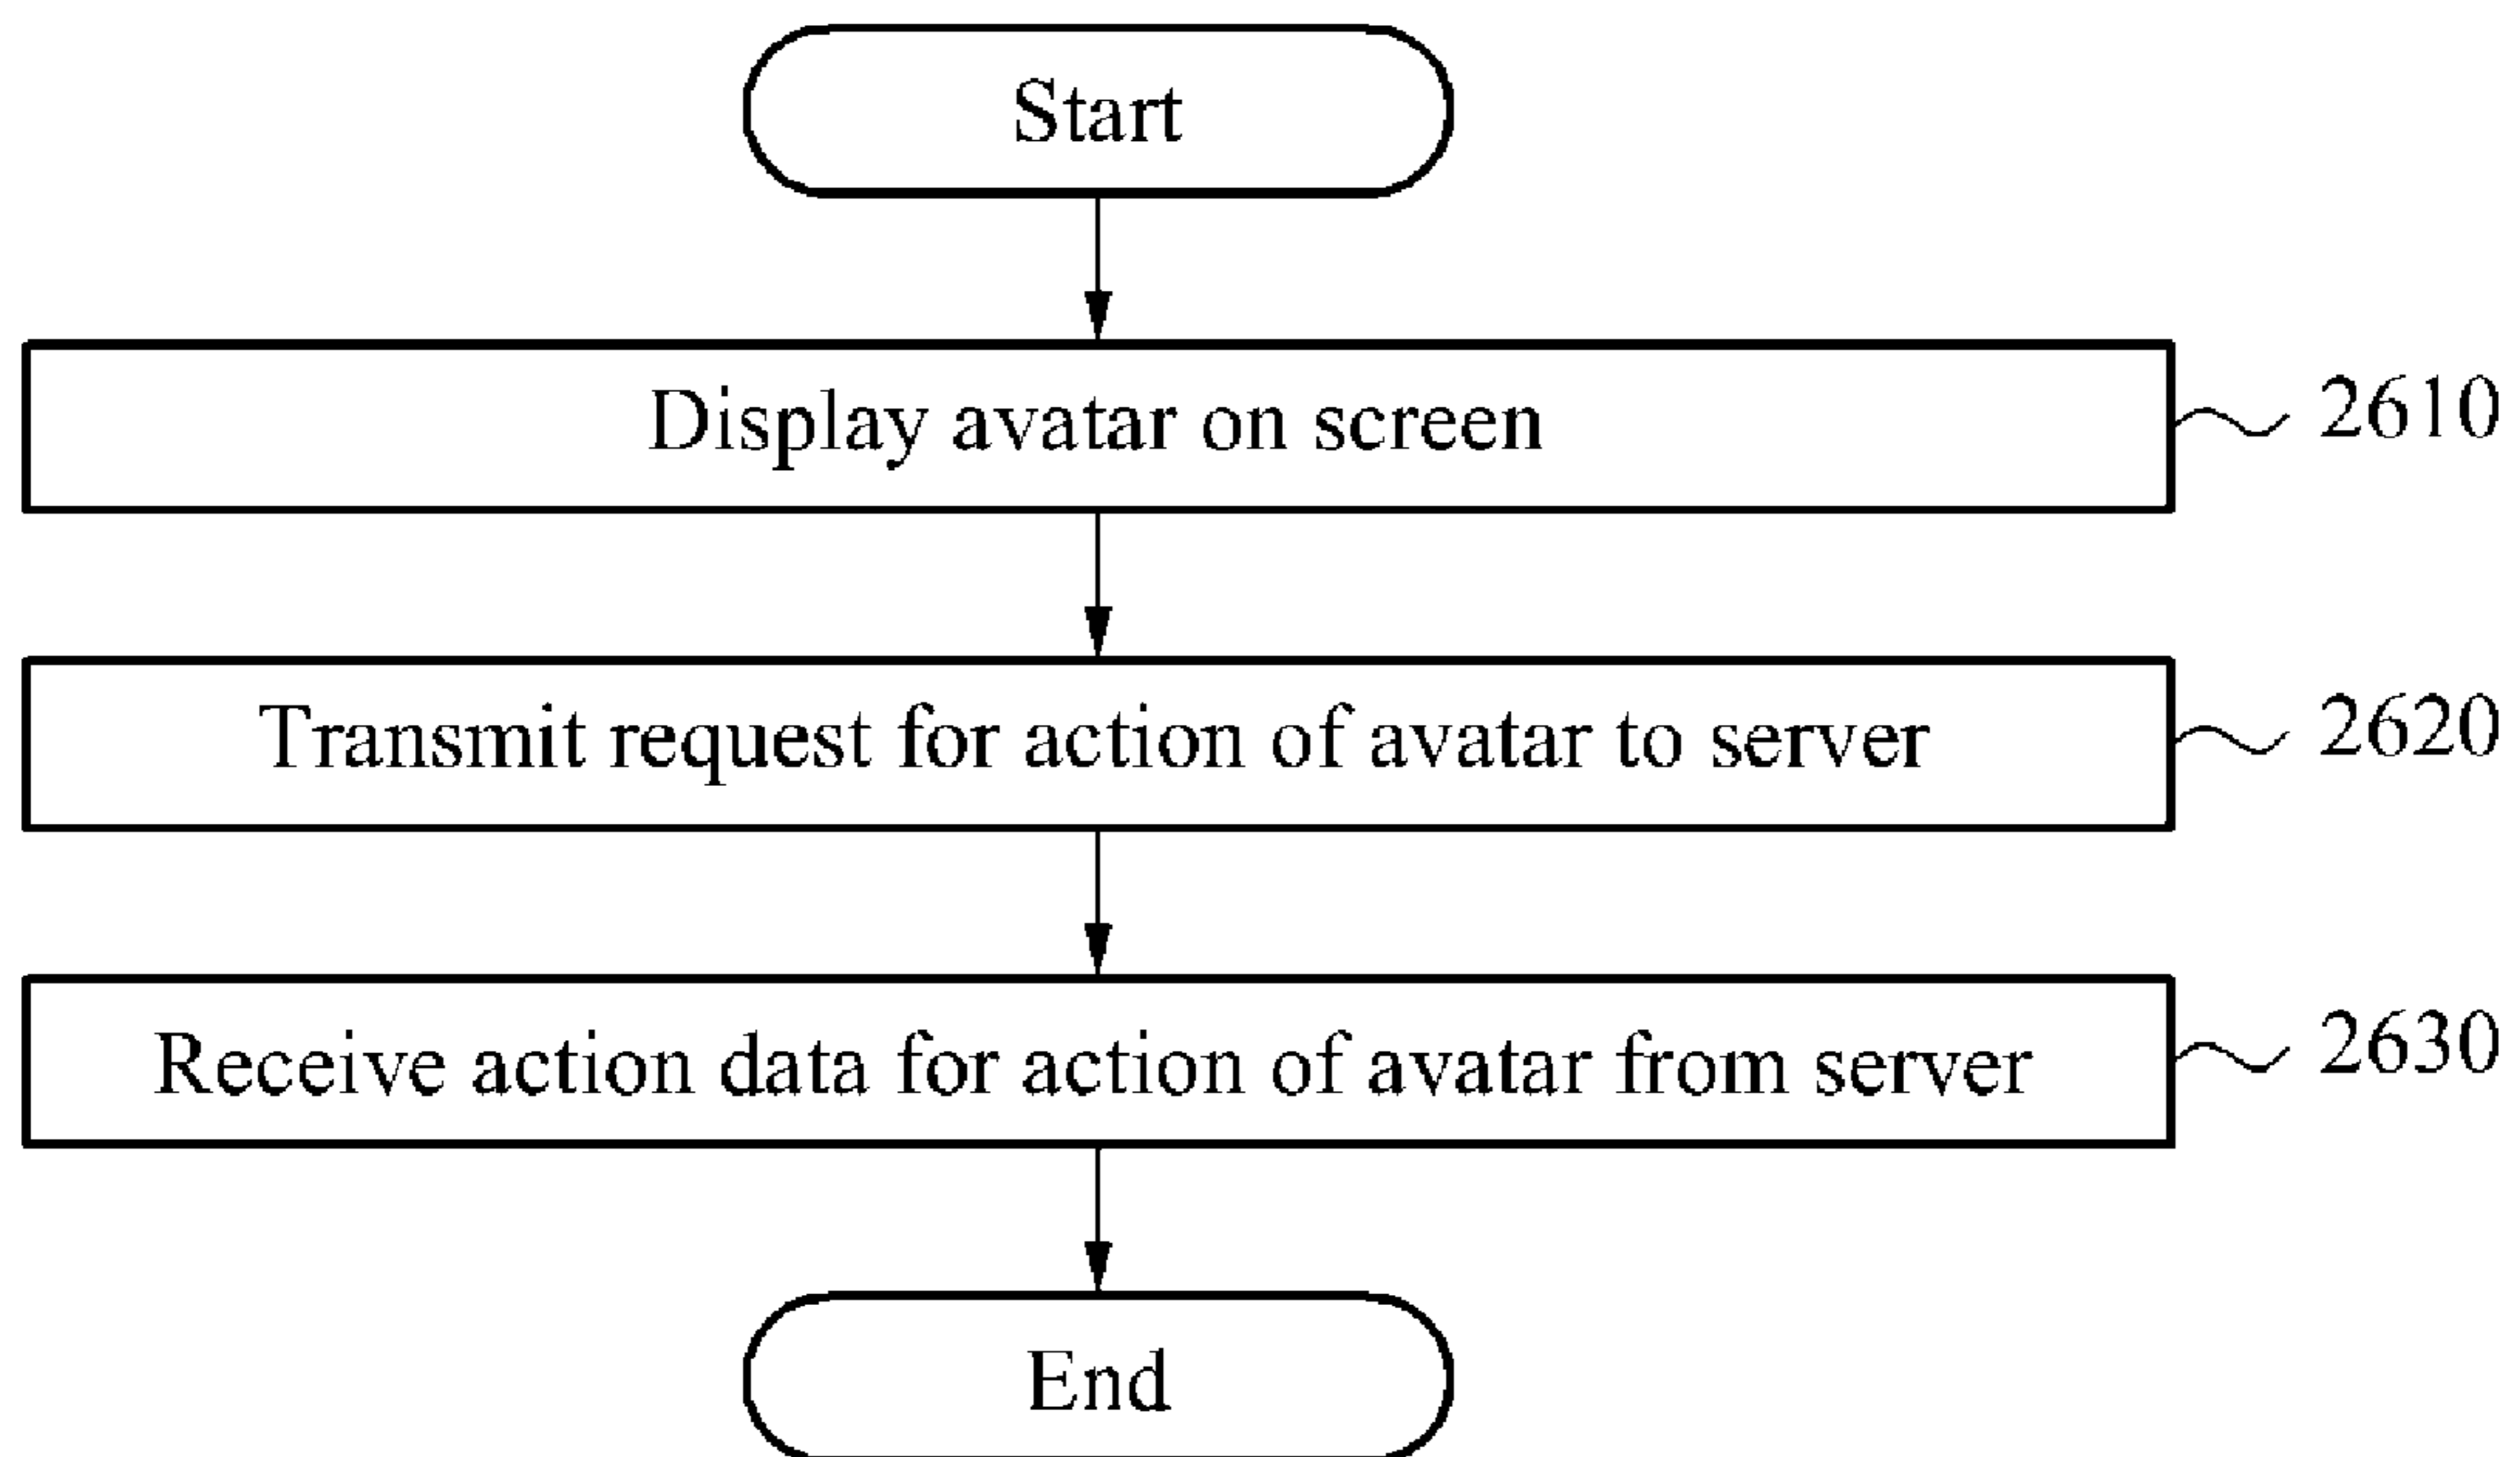 Start
Display avatar on screen
2610
Transmit request for action of avatar to server
2620
Receive action data for action of avatar from server
2630
End